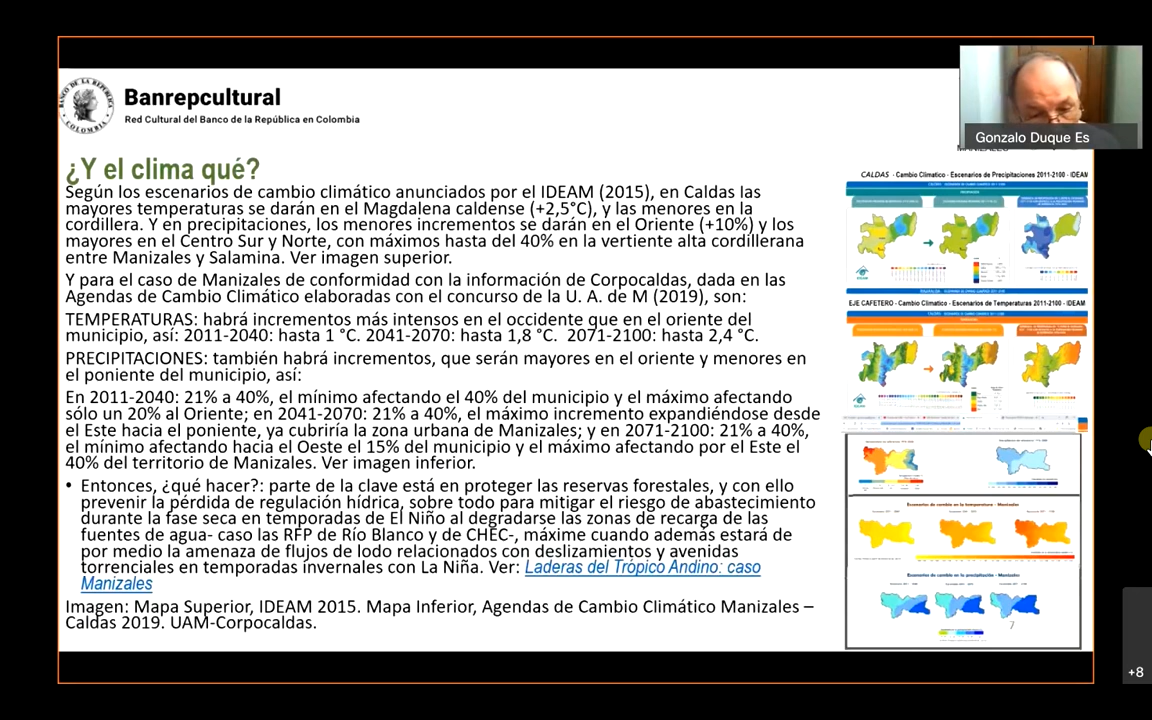 BANCO DE LA REPÚBLICA
COLOMBIA
Banrepcultural
Red Cultural del Banco de la República en Colombia
Gonzalo Duque Es
MANIZALES
¿Y el clima qué?
Según los escenarios de cambio climático anunciados por el IDEAM (2015), en Caldas las
mayores temperaturas se darán en el Magdalena caldense (+2,5°C), y las menores en la
cordillera. Y en precipitaciones, los menores incrementos se darán en el Oriente (+10%) y los
mayores en el Centro Sur y Norte, con máximos hasta del 40% en la vertiente alta cordillerana
entre Manizales y Salamina. Ver imagen superior.
Y para el caso de Manizales de conformidad con la información de Corpocaldas, dada en las
Agendas de Cambio Climático elaboradas con el concurso de la U. A. de M (2019), son:
TEMPERATURAS: habrá incrementos más intensos en el occidente que en el oriente del
municipio, así: 2011-2040: hasta 1 °C. 2041-2070: hasta 1,8 °C. 2071-2100: hasta 2,4 °C.
PRECIPITACIONES: también habrá incrementos, que serán mayores en el oriente y menores en
el poniente del municipio, así:
En 2011-2040: 21% a 40%, el mínimo afectando el 40% del municipio y el máximo afectando
sólo un 20% al Oriente; en 2041-2070: 21% a 40%, el máximo incremento expandiéndose desde
el Este hacia el poniente, ya cubriría la zona urbana de Manizales; y en 2071-2100: 21% a 40%,
el mínimo afectando hacia el Oeste el 15% del municipio y el máximo afectando por el Este el
40% del territorio de Manizales. Ver imagen inferior.
• Entonces, ¿qué hacer?: parte de la clave está en proteger las reservas forestales, y con ello
prevenir la pérdida de regulación hídrica, sobre todo para mitigar el riesgo de abastecimiento
durante la fase seca en temporadas de El Niño al degradarse las zonas de recarga de las
fuentes de agua- caso las RFP de Río Blanco y de CHEC-, máxime cuando además estará de
por medio la amenaza de flujos de lodo relacionados con deslizamientos y avenidas
torrenciales en temporadas invernales con La Niña. Ver: Laderas del Trópico Andino: caso
Manizales
Imagen: Mapa Superior, IDEAM 2015. Mapa Inferior, Agendas de Cambio Climático Manizales –
Caldas 2019. UAM-Corpocaldas.
CALDAS - Cambio Climatico - Escenarios de Precipitaciones 2011-2100 - IDEAM
EJE CAFETERO - Cambio Climatico - Escenarios de Temperaturas 2011-2100 - IDEAM
Escenarios de cambio en la temperatura - Manizales
Escenarios de cambio en la precipitación - Manizales
7
+8